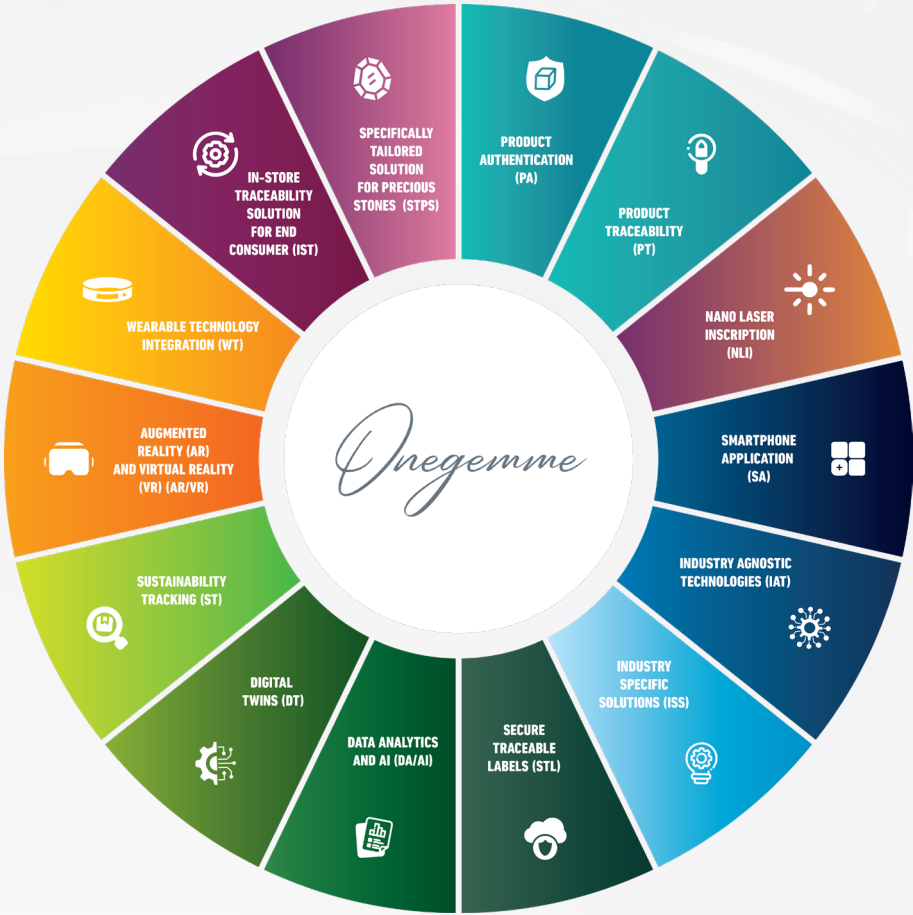 PRODUCT
AUTHENTICATION
(PA)
PRODUCT
TRACEABILITY
(PT)
NANO LASER
INSCRIPTION
(NLI)
SMARTPHONE
APPLICATION
(SA)
INDUSTRY AGNOSTIC
TECHNOLOGIES (IAT)
INDUSTRY
SPECIFIC
SOLUTIONS (ISS)
SECURE
TRACEABLE
LABELS (STL)
DATA ANALYTICS
AND AI (DA/AI)
DIGITAL
TWINS (DT)
SUSTAINABILITY
TRACKING (ST)
AUGMENTED
REALITY (AR)
AND VIRTUAL REALITY
(VR) (AR/VR)
WEARABLE TECHNOLOGY
INTEGRATION (WT)
IN-STORE
TRACEABILITY
SOLUTION
FOR END
CONSUMER (IST)
SPECIFICALLY
TAILORED
SOLUTION
FOR PRECIOUS
STONES (STPS)
Onegemme